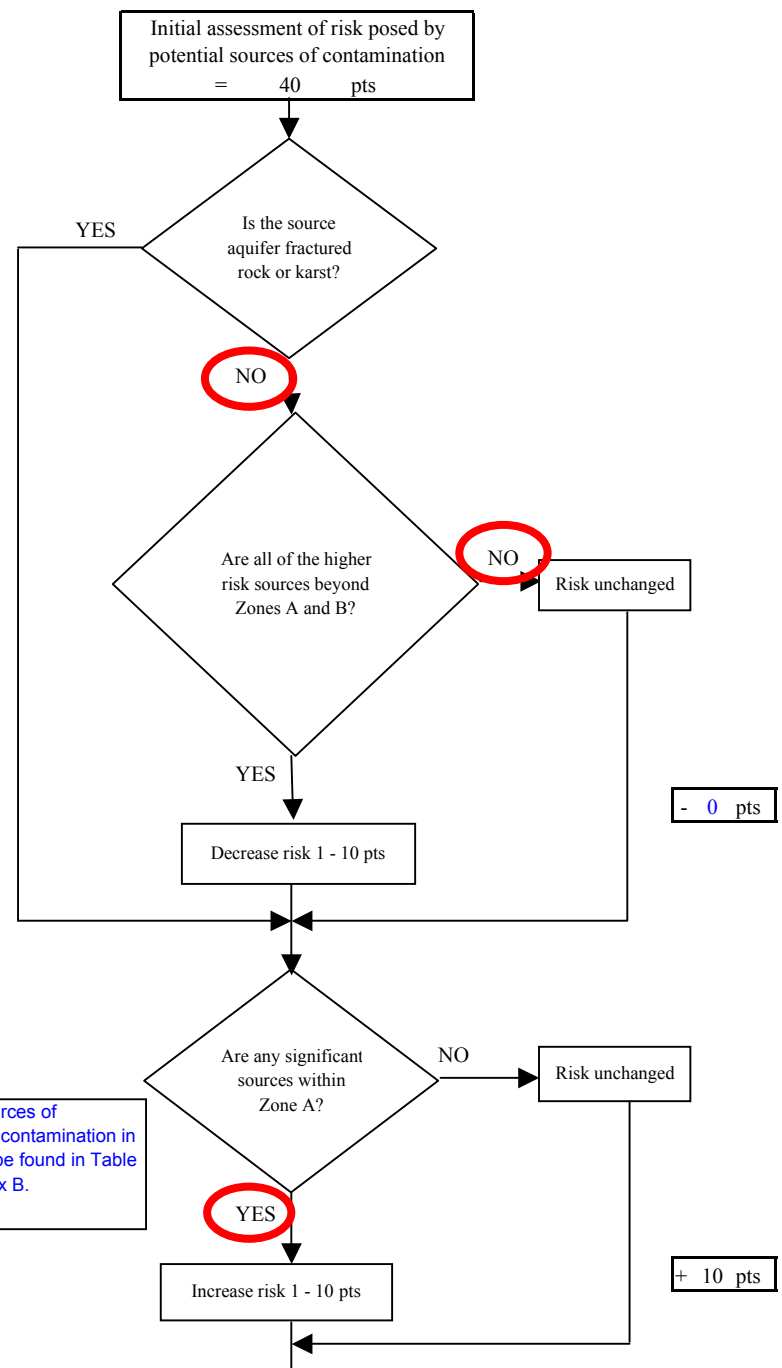 Initial assessment of risk posed by
potential sources of contamination
= 40 pts
YES
Is the source
aquifer fractured
rock or karst?
NO
Are all of the higher
risk sources beyond
Zones A and B?
NO
Risk unchanged
YES
- 0 pts
Decrease risk 1 - 10 pts
Are any significant
sources within
Zone A?
NO
Risk unchanged
rces of
contamination in
be found in Table
x B.
YES
+ 10 pts
Increase risk 1 - 10 pts